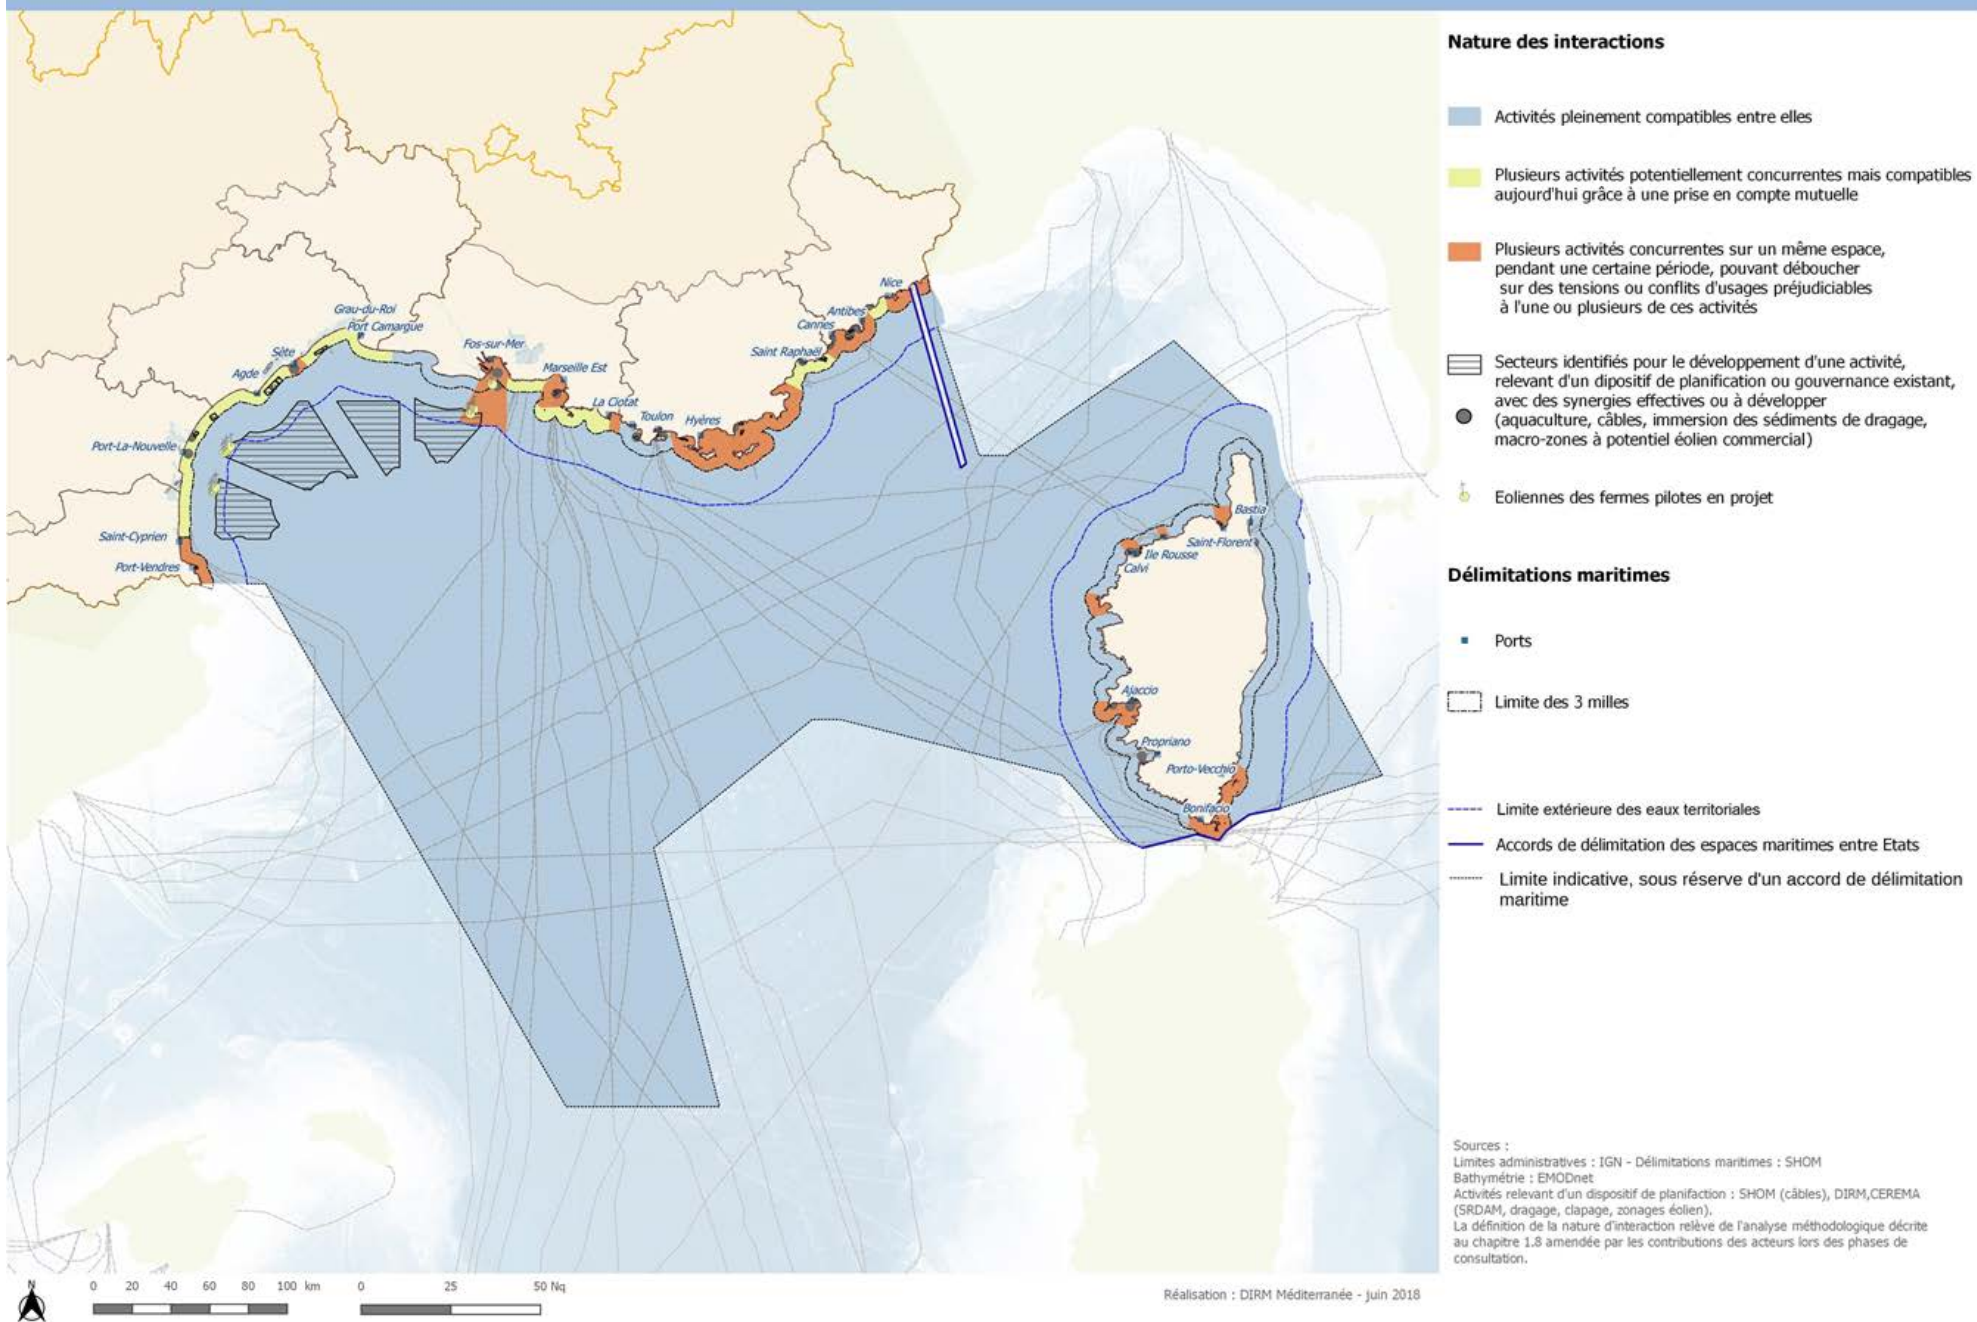 Nature des interactions
Activités pleinement compatibles entre elles
Plusieurs activités potentiellement concurrentes mais compatibles
aujourd'hui grâce à une prise en compte mutuelle
Plusieurs activités concurrentes sur un même espace,
pendant une certaine période, pouvant déboucher
sur des tensions ou conflits d'usages préjudiciables
à l'une ou plusieurs de ces activités
Secteurs identifiés pour le développement d'une activité,
relevant d'un dipositif de planification ou gouvernance existant,
avec des synergies effectives ou à développer
(aquaculture, câbles, immersion des sédiments de dragage,
macro-zones à potentiel éolien commercial)
Eoliennes des fermes pilotes en projet
Délimitations maritimes
Ports
Limite des 3 milles
Limite extérieure des eaux territoriales
Accords de délimitation des espaces maritimes entre Etats
Limite indicative, sous réserve d'un accord de délimitation
maritime
Sources :
Limites administratives : IGN - Délimitations maritimes : SHOM
Bathymétrie : EMODnet
Activités relevant d'un dispositif de planifaction : SHOM (câbles), DIRM,CEREMA
(SRDAM, dragage, clapage, zonages éolien).
La définition de la nature d'interaction relève de l'analyse méthodologique décrite
au chapitre 1.8 amendée par les contributions des acteurs lors des phases de
consultation.
Nice
Antibes
Cannes
Saint Raphaël
Grau-du-Roi
Port Camargue
Fos-sur-Mer
Sète
Marseille Est
Agde
La Ciotat
Toulon
Hyères
Port-La-Nouvelle
Saint-Cyprien
Port-Vendres
Bastia
Saint-Florent
Ile Rousse
Calvi
Ajaccio
Propriano
Porto-Vecchio
Bonifacio
N
0 20 40 60 80 100 km
0 25 50 Nq
Réalisation : DIRM Méditerranée - juin 2018